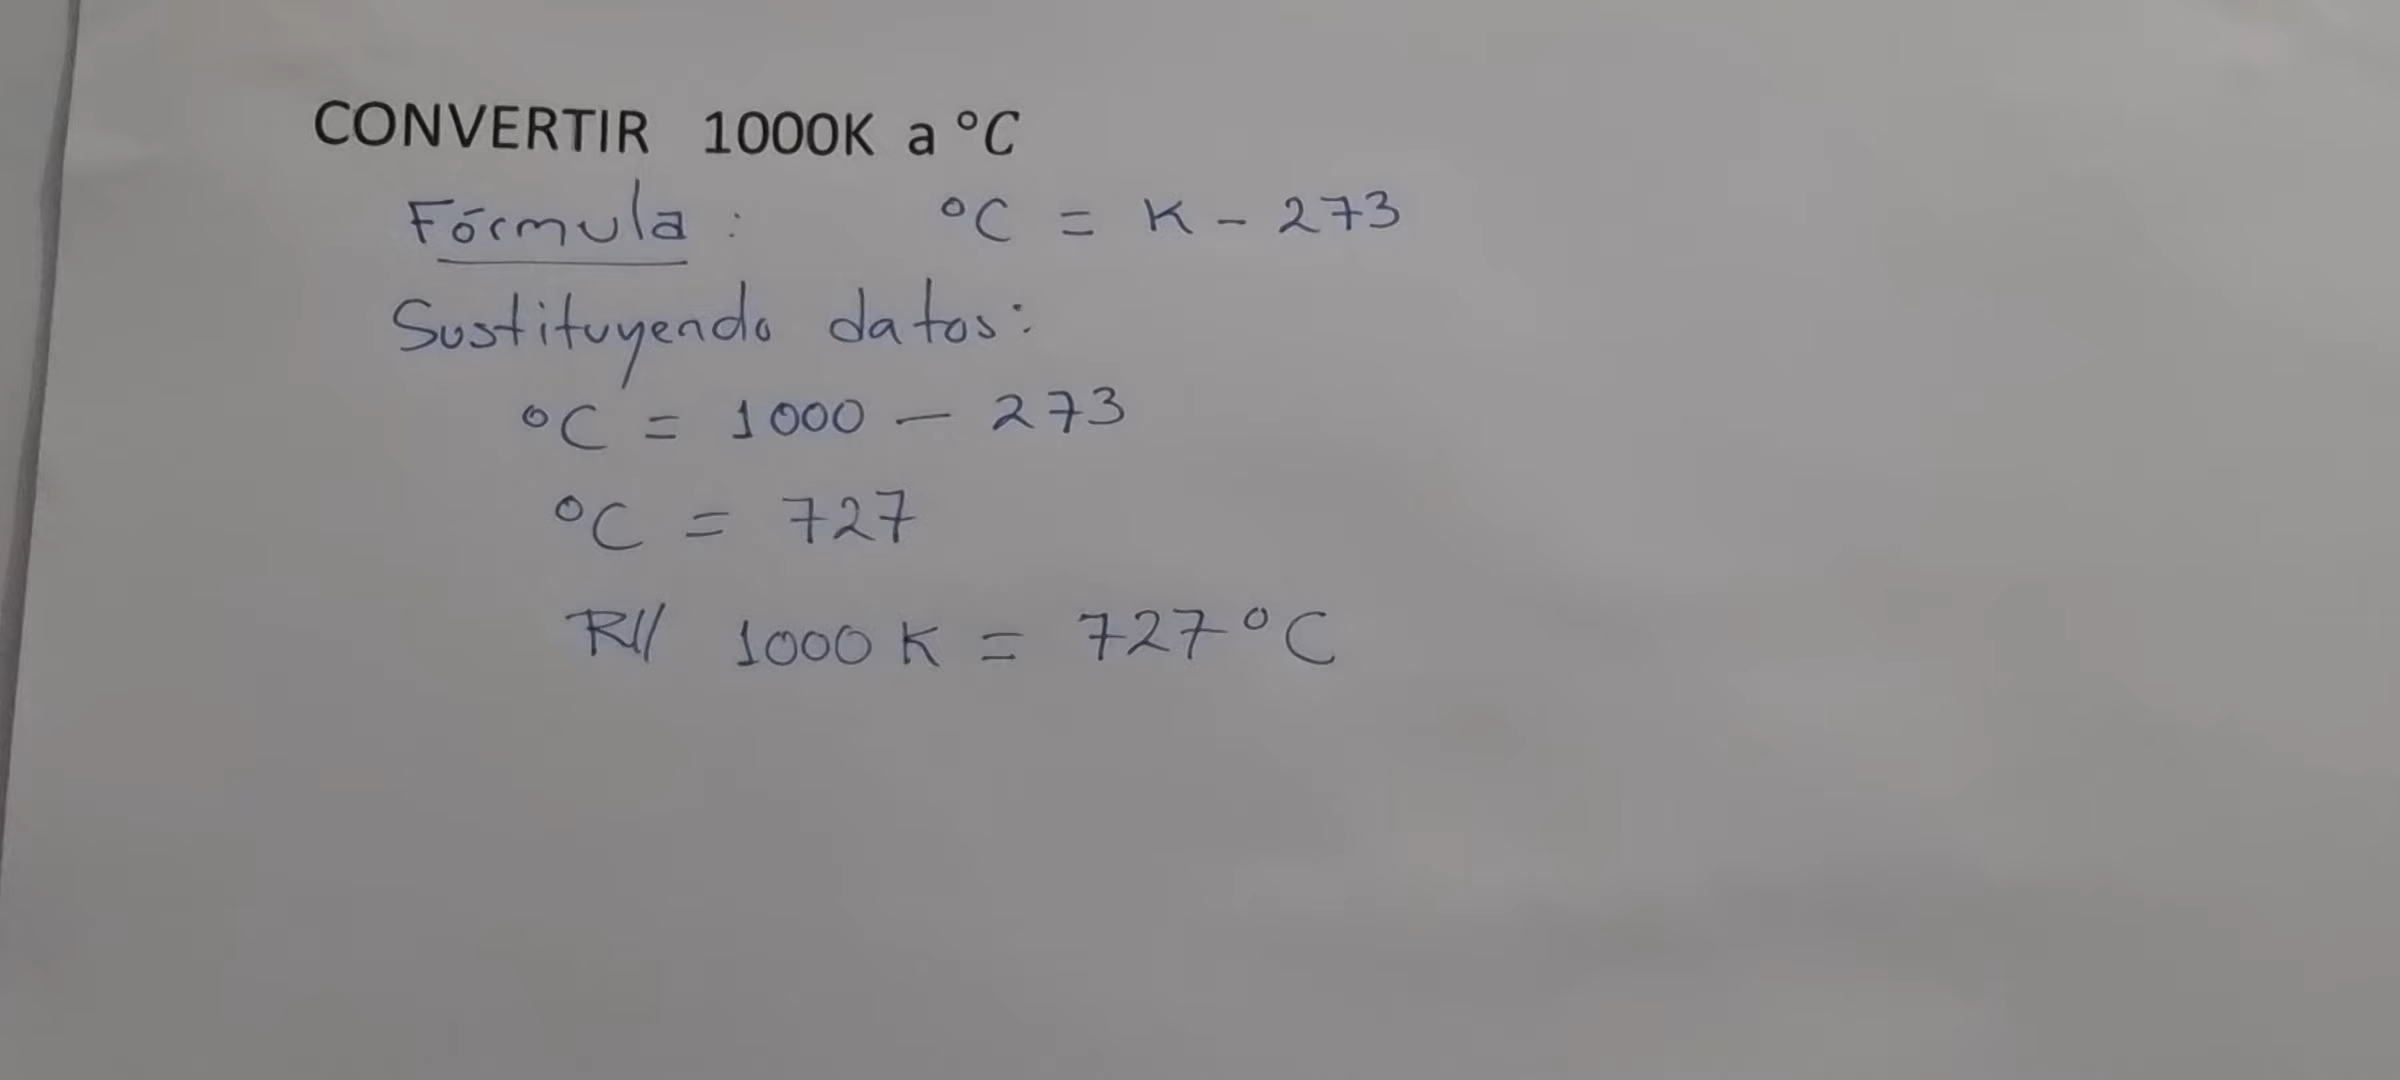 CONVERTIR 1000K a °C
Fórmula: °C = K - 273
Sustituyendo datos:
°C = 1000 - 273
°C = 727
R// 1000 K = 727 °C